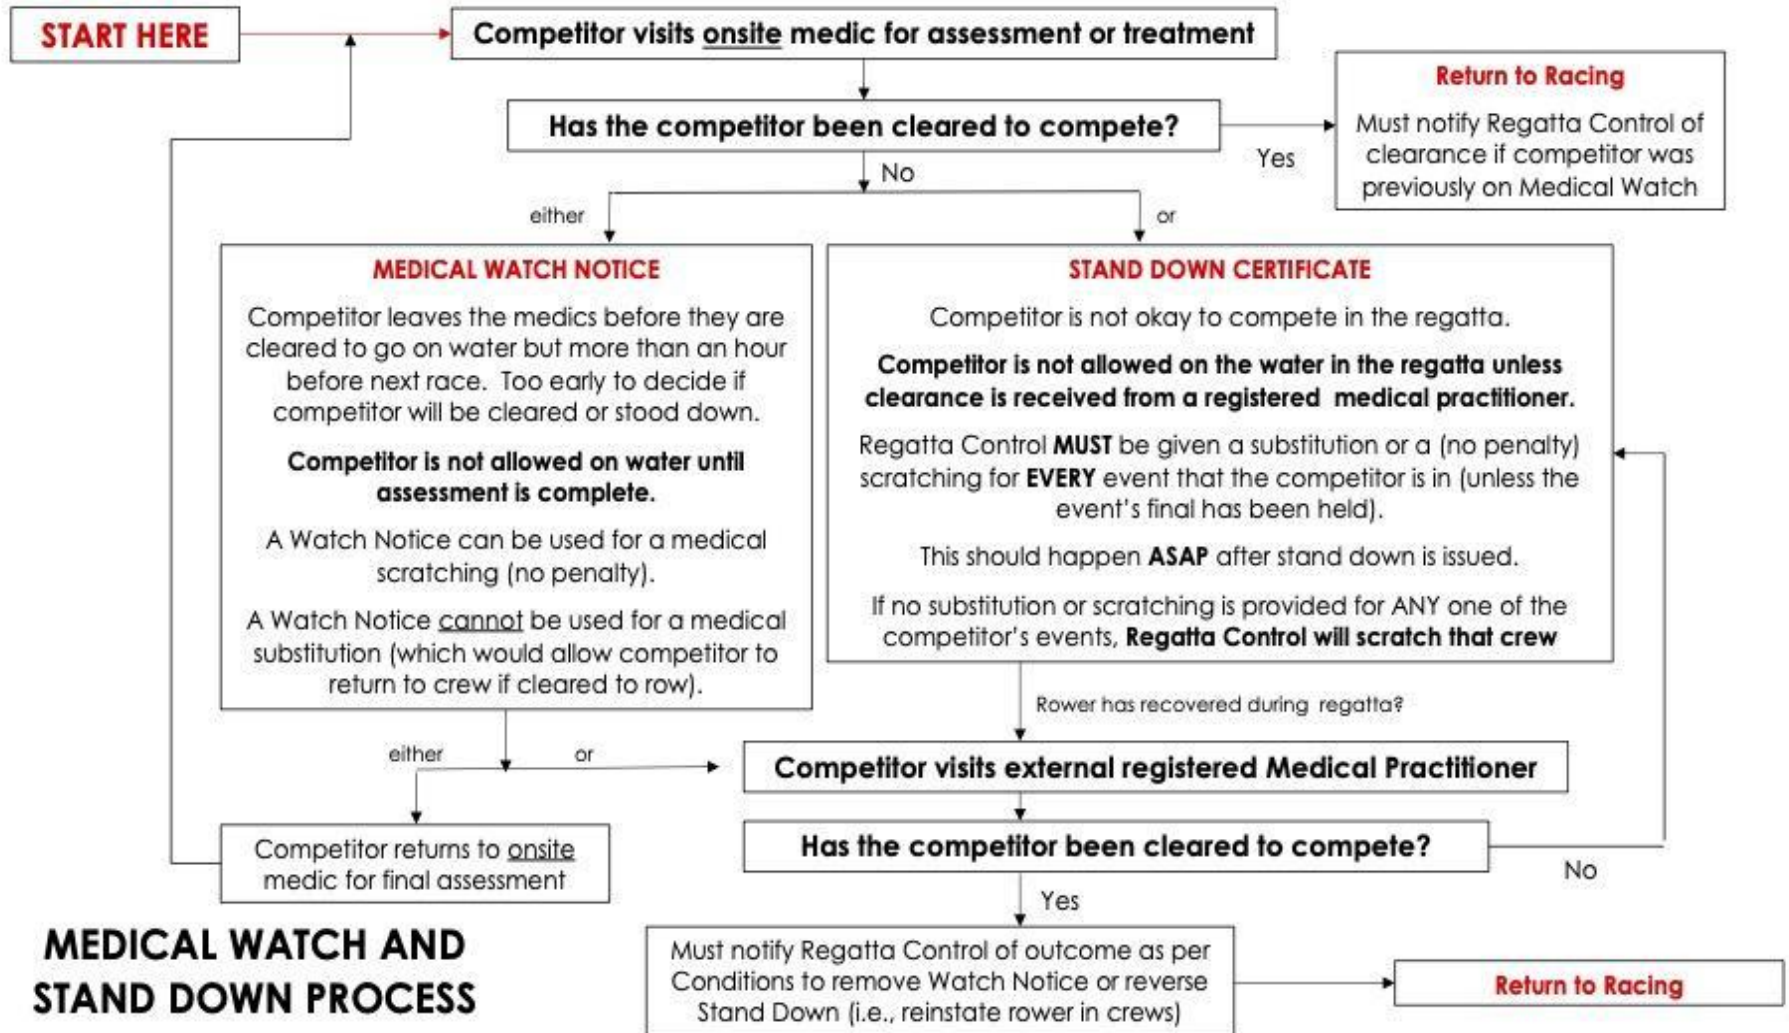 START HERE
Competitor visits onsite medic for assessment or treatment
Return to Racing
Must notify Regatta Control of
clearance if competitor was
previously on Medical Watch
Has the competitor been cleared to compete?
Yes
No
either
or
MEDICAL WATCH NOTICE
Competitor leaves the medics before they are
cleared to go on water but more than an hour
before next race. Too early to decide if
competitor will be cleared or stood down.
Competitor is not allowed on water until
assessment is complete.
A Watch Notice can be used for a medical
scratching (no penalty).
A Watch Notice cannot be used for a medical
substitution (which would allow competitor to
return to crew if cleared to row).
STAND DOWN CERTIFICATE
Competitor is not okay to compete in the regatta.
Competitor is not allowed on the water in the regatta unless
clearance is received from a registered medical practitioner.
Regatta Control MUST be given a substitution or a (no penalty)
scratching for EVERY event that the competitor is in (unless the
event's final has been held).
This should happen ASAP after stand down is issued.
If no substitution or scratching is provided for ANY one of the
competitor's events, Regatta Control will scratch that crew
Rower has recovered during regatta?
either
or
Competitor visits external registered Medical Practitioner
Competitor returns to onsite
medic for final assessment
Has the competitor been cleared to compete?
No
Yes
Must notify Regatta Control of outcome as per
Conditions to remove Watch Notice or reverse
Stand Down (i.e., reinstate rower in crews)
Return to Racing
MEDICAL WATCH AND
STAND DOWN PROCESS